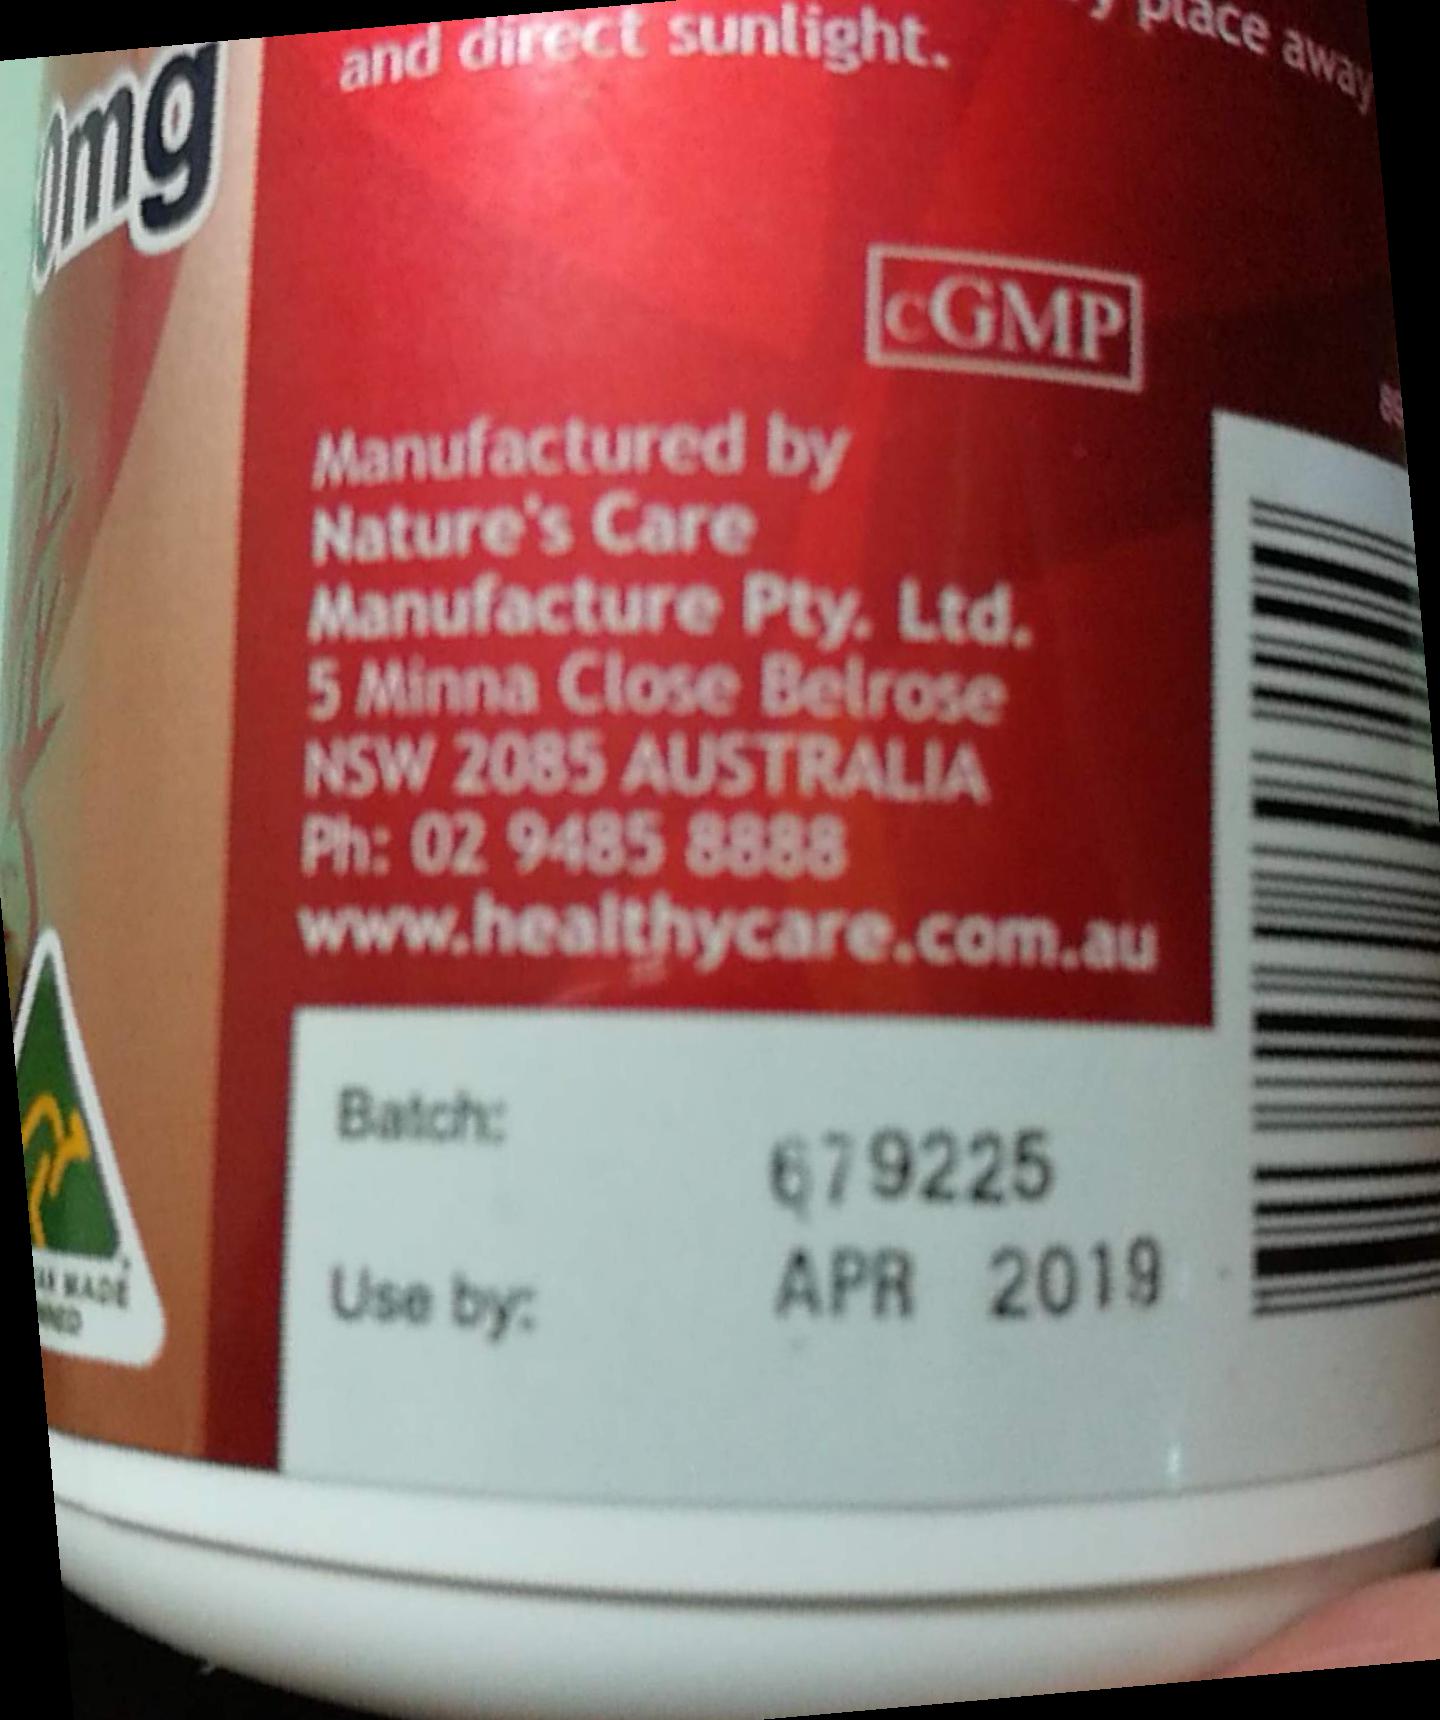 place away
and direct sunlight.
0mg
cGMP
Manufactured by
Nature's Care
Manufacture Pty. Ltd.
5 Minna Close Belrose
NSW 2085 AUSTRALIA
Ph: 02 9485 8888
www.healthycare.com.au
Batch: 679225
Use by: APR 2019
MADE